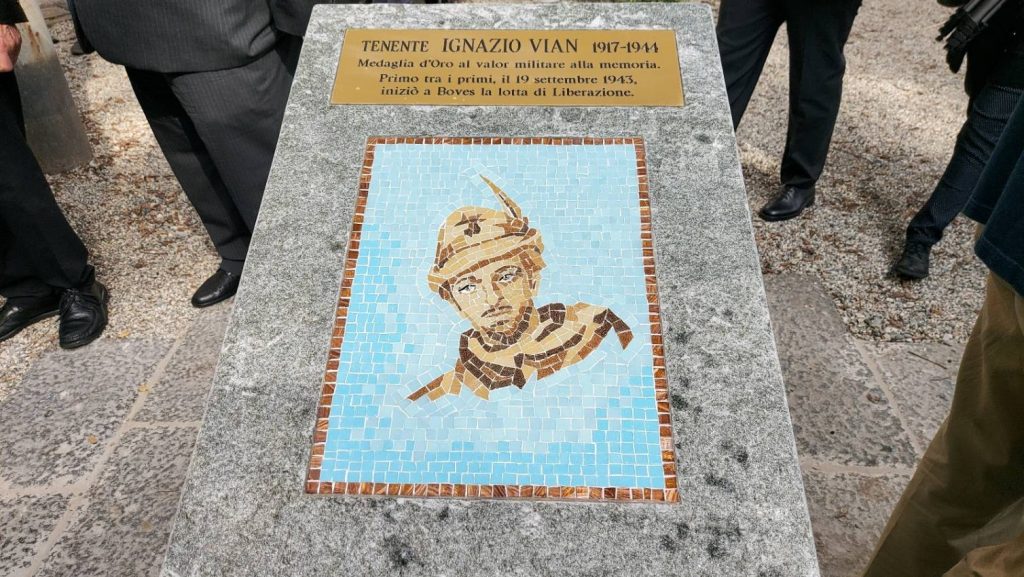 TENENTE IGNAZIO VIAN 1917-1944
Medaglia d'Oro al valor militare alla memoria.
Primo tra i primi, il 19 settembre 1943,
iniziò a Boves la lotta di Liberazione.